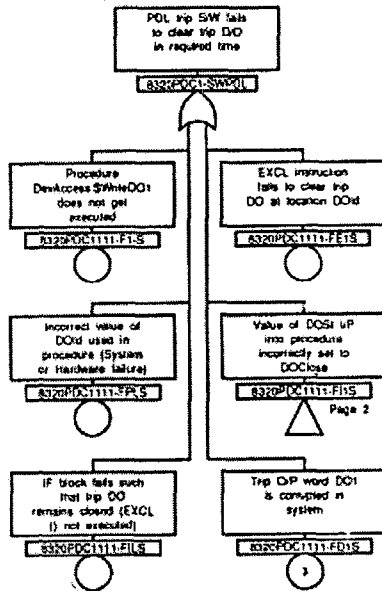 PDL trip S/W fails
to clear trip D/O
in required time
8320PDC1-SWPDL
Procedure
DevAccess.$WriteDO1
does not get
executed
8320PDC1111-F1-S
EXCL instruction
fails to clear trip
DO at location DOId
8320PDC1111-FE1S
Incorrect value of
DOId used in
procedure (System
or Hardware failure)
8320PDC1111-FPLS
Value of DOSt I/P
into procedure
incorrectly set to
DOClose
8320PDC1111-FI1S
Page 2
IF block fails such
that trip DO
remains closed (EXCL
() not executed)
8320PDC1111-FILS
Trip O/P word DO1
is corrupted in
system
8320PDC1111-FD1S
3